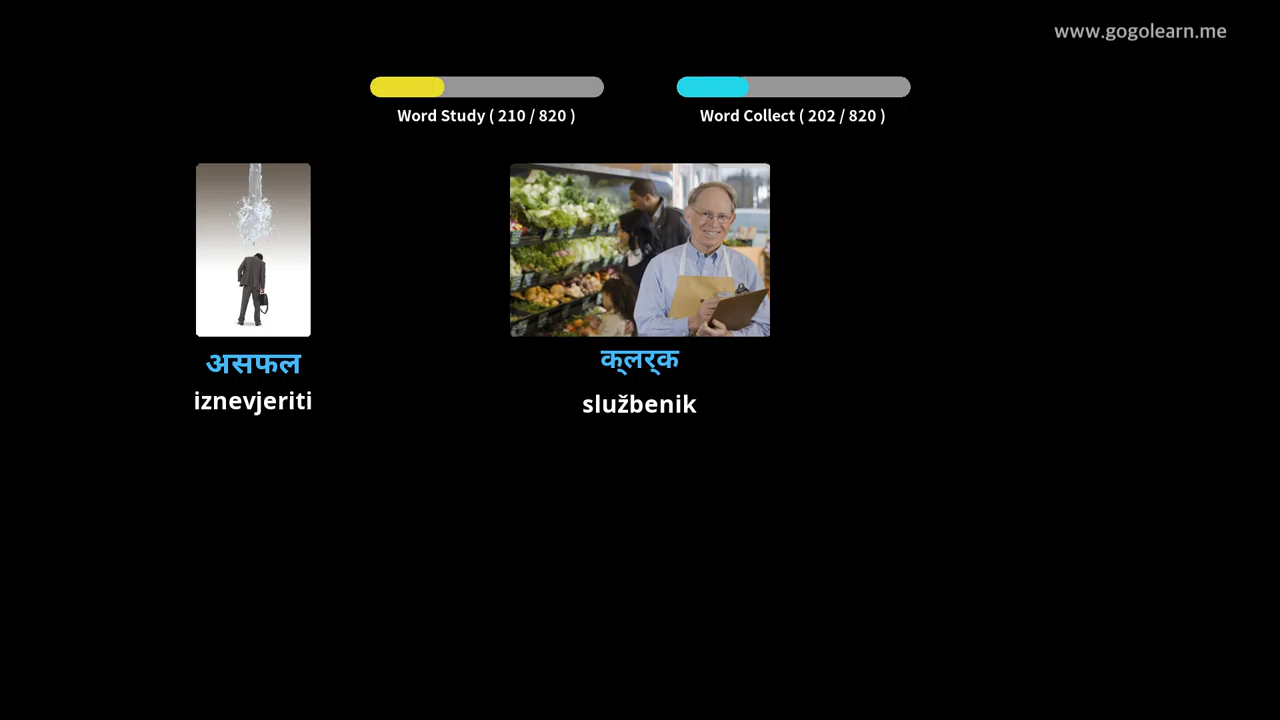 www.gogolearn.me
Word Study ( 210 / 820 )
Word Collect ( 202 / 820 )
असफल
iznevjeriti
क्लर्क
službenik